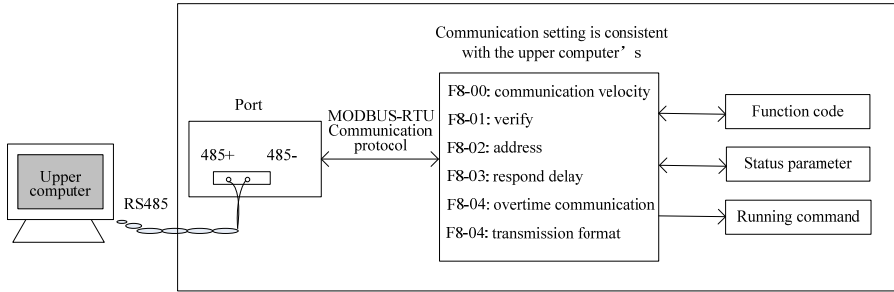 Communication setting is consistent
with the upper computer’s
Port
485+ 485-
Upper
computer
RS485
MODBUS-RTU
Communication
protocol
F8-00: communication velocity
F8-01: verify
F8-02: address
F8-03: respond delay
F8-04: overtime communication
F8-04: transmission format
Function code
Status parameter
Running command